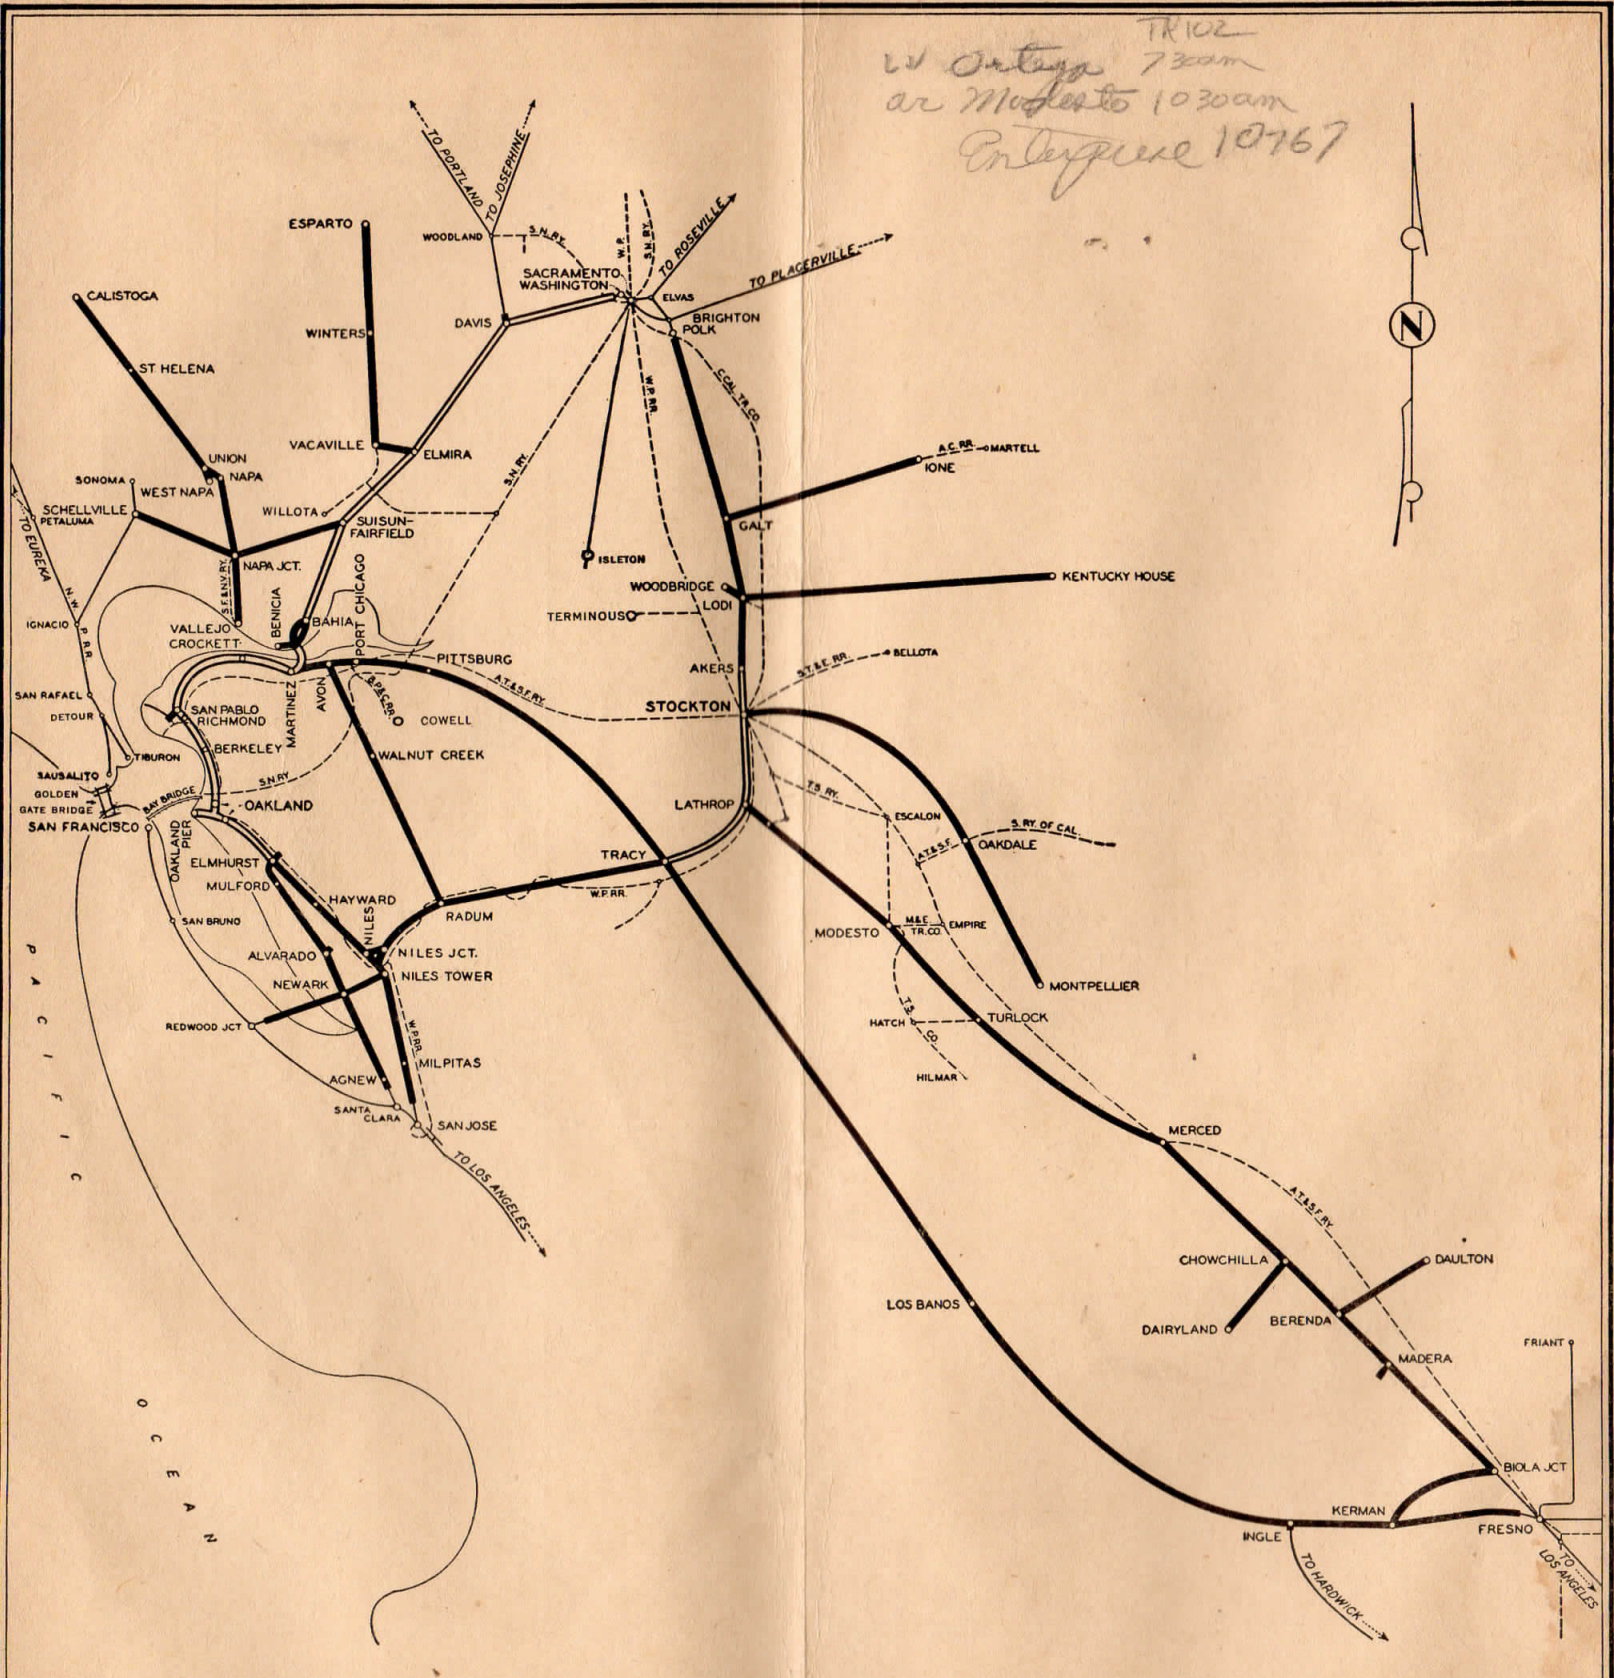 TR 102
Lv Ortega 730am
ar Modesto 1030am
Enterprise 10767
TO PORTLAND
TO JOSEPHINE
ESPARTO
WOODLAND
S.N.RY.
W.P.
S.N.RY.
TO ROSEVILLE
TO PLACERVILLE
SACRAMENTO
WASHINGTON
ELVAS
CALISTOGA
DAVIS
BRIGHTON
POLK
WINTERS
N
ST HELENA
W.P.RR.
C.CAL.TR.CO.
VACAVILLE
ELMIRA
A.C.RR.
MARTELL
IONE
UNION
NAPA
SONOMA
WEST NAPA
S.N.RY.
SCHELLVILLE
PETALUMA
WILLOTA
SUISUN-
FAIRFIELD
GALT
TO EUREKA
NAPA JCT.
ISLETON
KENTUCKY HOUSE
S.F.&N.V.RY.
BENICIA
PORT CHICAGO
WOODBRIDGE
LODI
TERMINOUS
N.W.P.RR.
IGNACIO
VALLEJO
CROCKETT
BAHIA
PITTSBURG
A.T.&S.F.RY.
AKERS
S.T.&E.RR.
BELLOTA
SAN RAFAEL
DETOUR
SAN PABLO
RICHMOND
MARTINEZ
AVON
B.P.&C.RR.
COWELL
STOCKTON
BERKELEY
TIBURON
WALNUT CREEK
SAUSALITO
GOLDEN
GATE BRIDGE
BAY BRIDGE
S.N.RY
OAKLAND
LATHROP
T.S.RY.
ESCALON
SAN FRANCISCO
OAKLAND
PIER
S.RY.OF CAL.
A.T.&S.F.
OAKDALE
ELMHURST
TRACY
MULFORD
HAYWARD
W.P.RR.
SAN BRUNO
NILES
RADUM
MODESTO
M&E.
TR.CO.
EMPIRE
ALVARADO
NILES JCT.
NEWARK
NILES TOWER
MONTPELLIER
REDWOOD JCT
W.P.RR.
HATCH
T.S.
CO.
TURLOCK
MILPITAS
AGNEW
HILMAR
SANTA
CLARA
SAN JOSE
TO LOS ANGELES
MERCED
A.T.&S.F.RY.
CHOWCHILLA
DAULTON
LOS BANOS
DAIRYLAND
BERENDA
FRIANT
MADERA
BIOLA JCT
KERMAN
INGLE
FRESNO
TO HARDWICK
TO
LOS ANGELES
PACIFIC
OCEAN